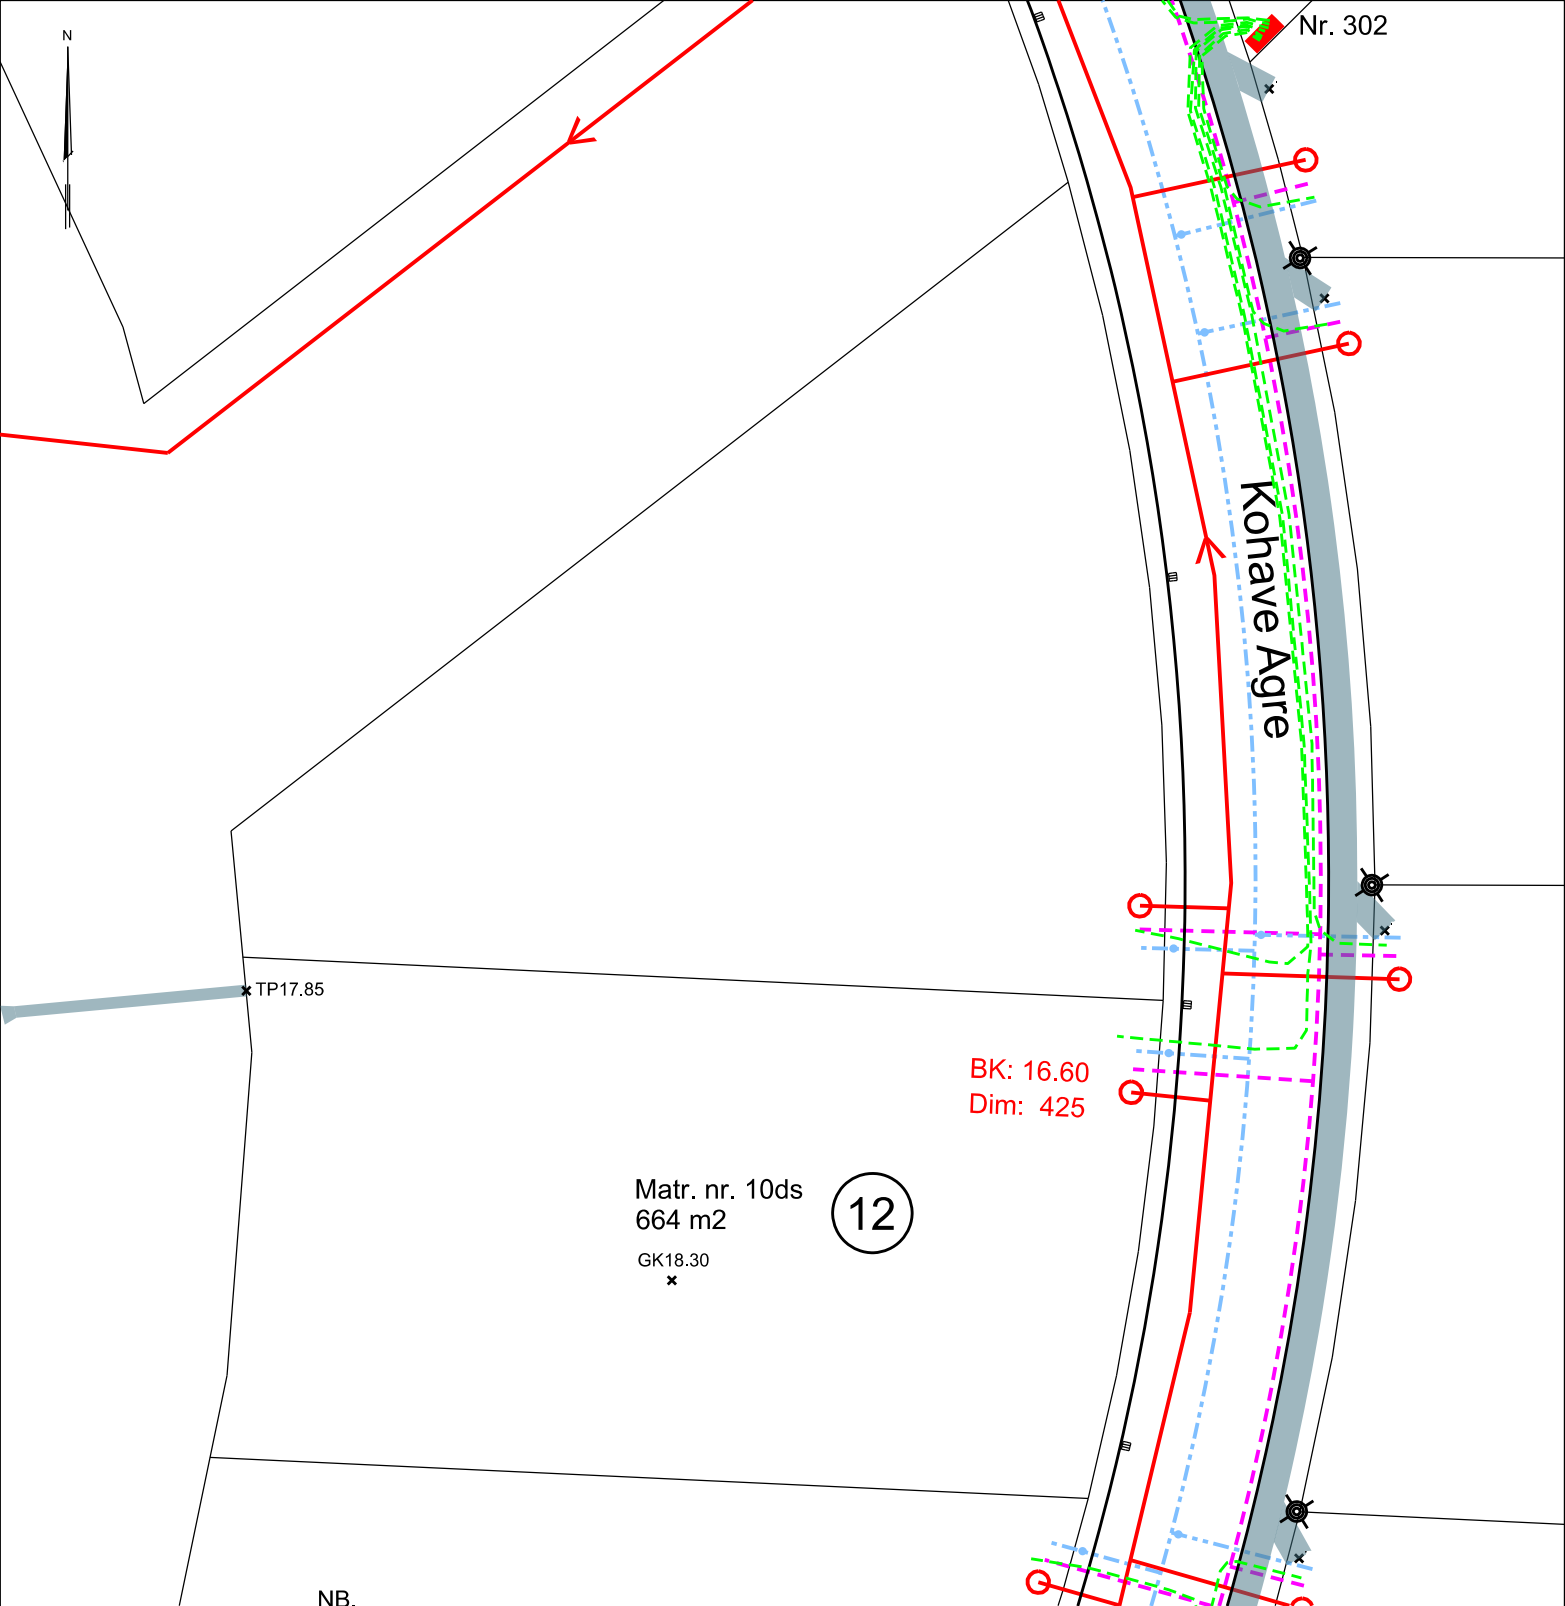 N
Nr. 302
Kohave Agre
TP17.85
BK: 16.60
Dim: 425
Matr. nr. 10ds
664 m2
12
GK18.30
NB.